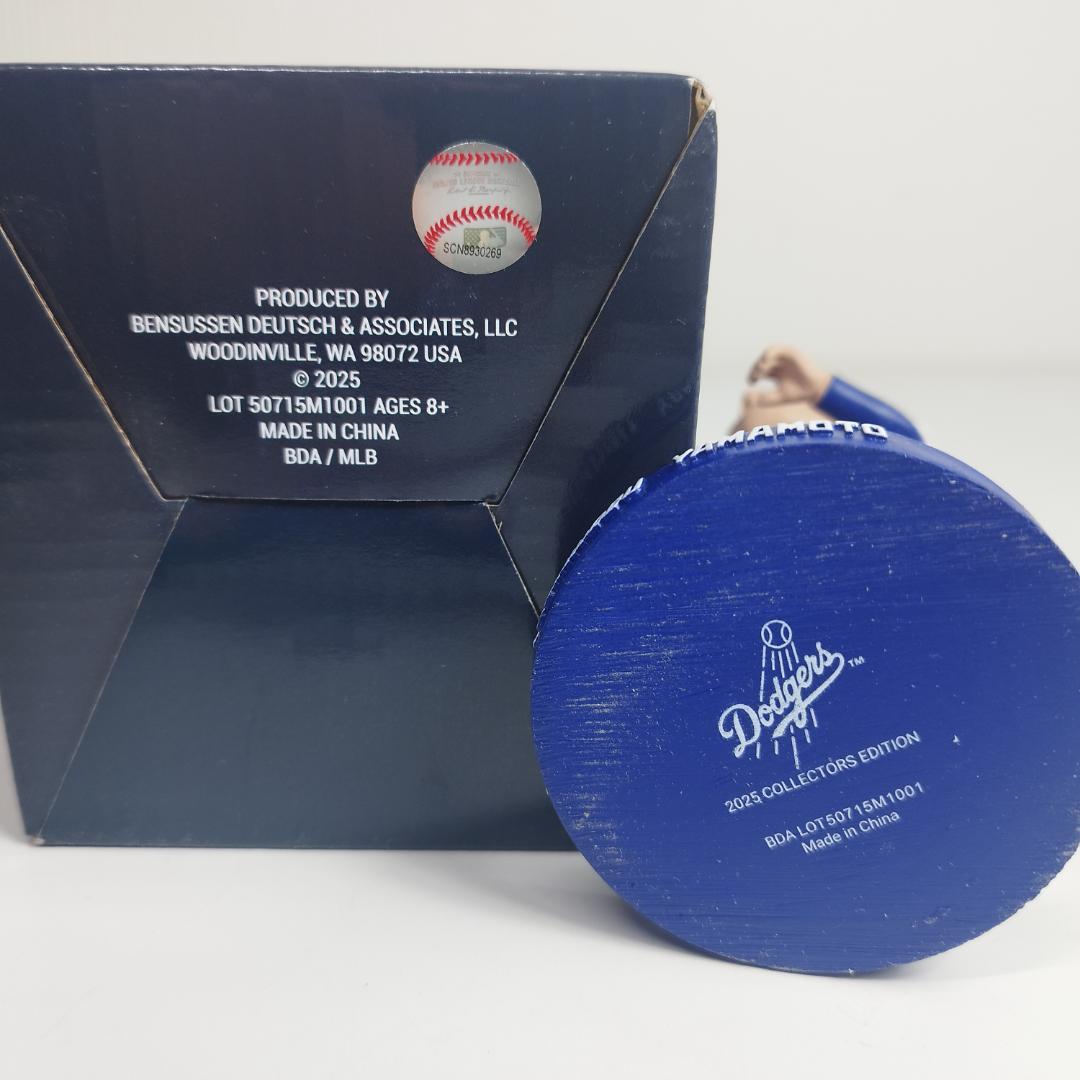 SCN8930269
PRODUCED BY
BENSUSSEN DEUTSCH & ASSOCIATES, LLC
WOODINVILLE, WA 98072 USA
© 2025
LOT 50715M1001 AGES 8+
MADE IN CHINA
BDA / MLB
YAMAMOTO
Dodgers™
2025 COLLECTORS EDITION
BDA LOT50715M1001
Made in China